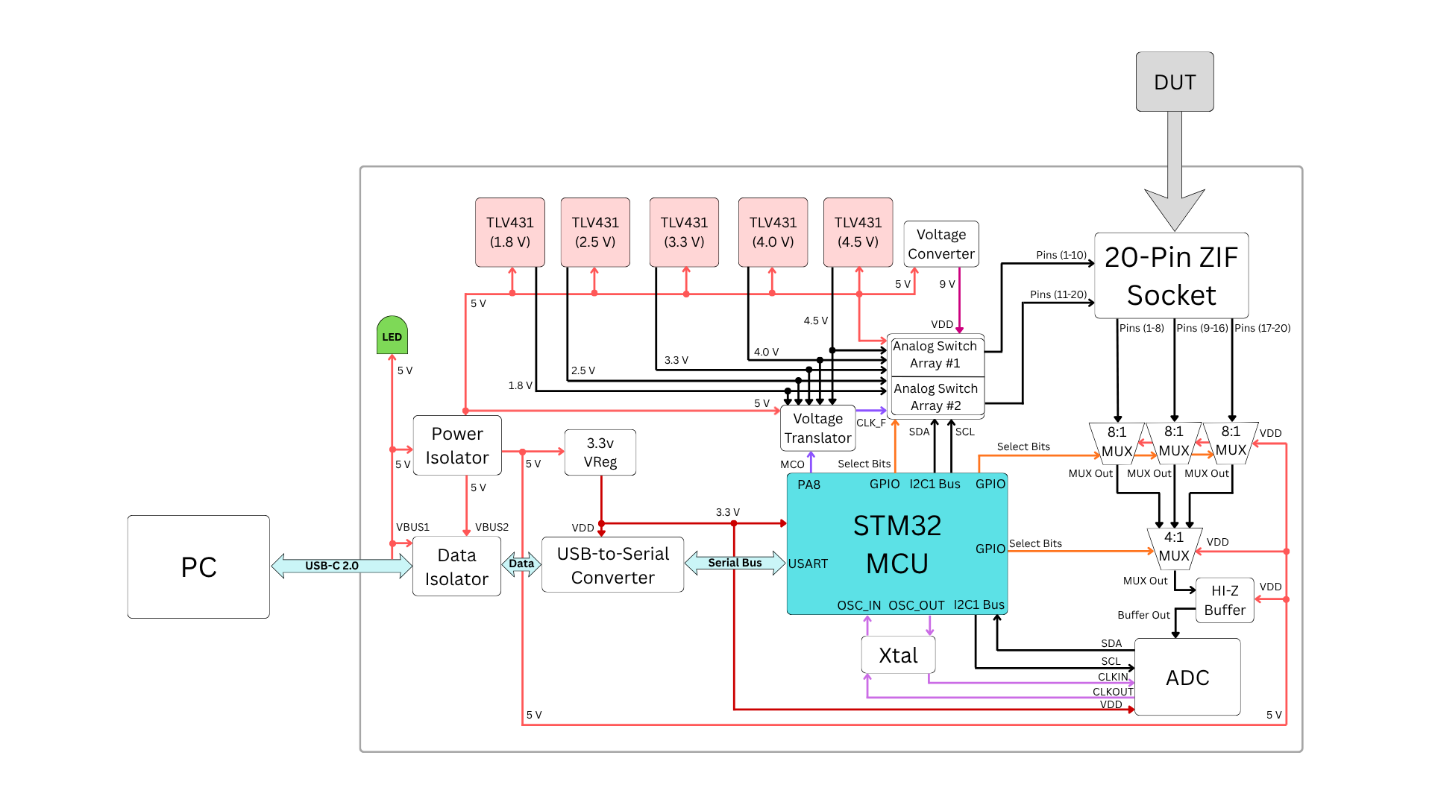 DUT
TLV431
(1.8 V)
TLV431
(2.5 V)
TLV431
(3.3 V)
TLV431
(4.0 V)
TLV431
(4.5 V)
Voltage
Converter
20-Pin ZIF
Socket
Pins (1-10)
Pins (11-20)
5 V
9 V
5 V
VDD
4.5 V
4.0 V
3.3 V
2.5 V
1.8 V
LED
5 V
Analog Switch
Array #1
Analog Switch
Array #2
Pins (1-8)
Pins (9-16)
Pins (17-20)
5 V
Voltage
Translator
CLK_F
SDA
SCL
Power
Isolator
5 V
5 V
3.3v
VReg
5 V
MCO
Select Bits
Select Bits
8:1
MUX
8:1
MUX
8:1
MUX
VDD
MUX Out
MUX Out
MUX Out
PA8
GPIO
I2C1 Bus
GPIO
STM32
MCU
GPIO
USART
OSC_IN
OSC_OUT
I2C1 Bus
3.3 V
VBUS1
VBUS2
VDD
PC
USB-C 2.0
Data
Isolator
Data
USB-to-Serial
Converter
Serial Bus
Select Bits
4:1
MUX
VDD
MUX Out
HI-Z
Buffer
VDD
Buffer Out
Xtal
SDA
SCL
CLKIN
CLKOUT
VDD
ADC
5 V
5 V